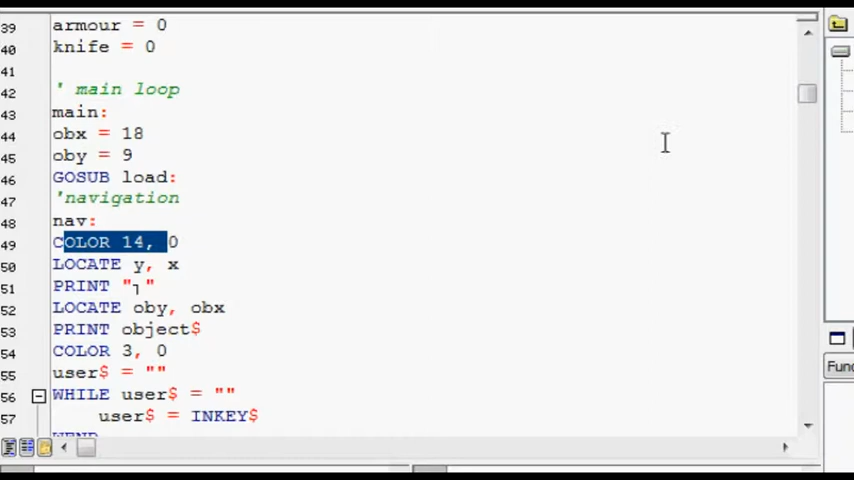 39 armour = 0
40 knife = 0
41
42 ' main loop
43 main:
44 obx = 18
45 oby = 9
46 GOSUB load:
47 'navigation
48 nav:
49 COLOR 14, 0
50 LOCATE y, x
51 PRINT "┐"
52 LOCATE oby, obx
53 PRINT object$
54 COLOR 3, 0
55 user$ = ""
56 WHILE user$ = ""
57 user$ = INKEY$
WEND
Func